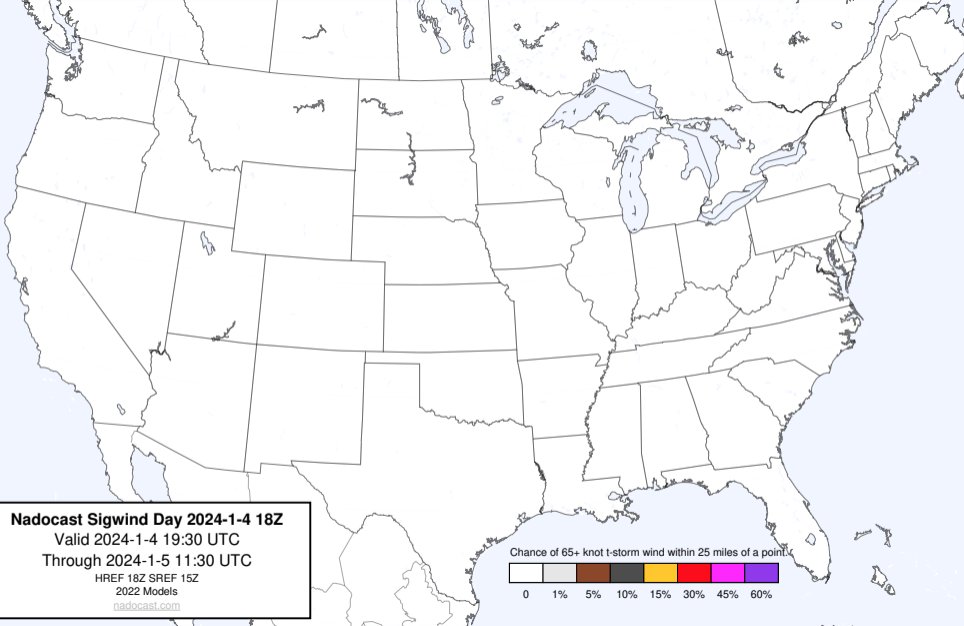 Nadocast Sigwind Day 2024-1-4 18Z
Valid 2024-1-4 19:30 UTC
Through 2024-1-5 11:30 UTC
HREF 18Z SREF 15Z
2022 Models
nadocast.com
Chance of 65+ knot t-storm wind within 25 miles of a point.
0 1% 5% 10% 15% 30% 45% 60%